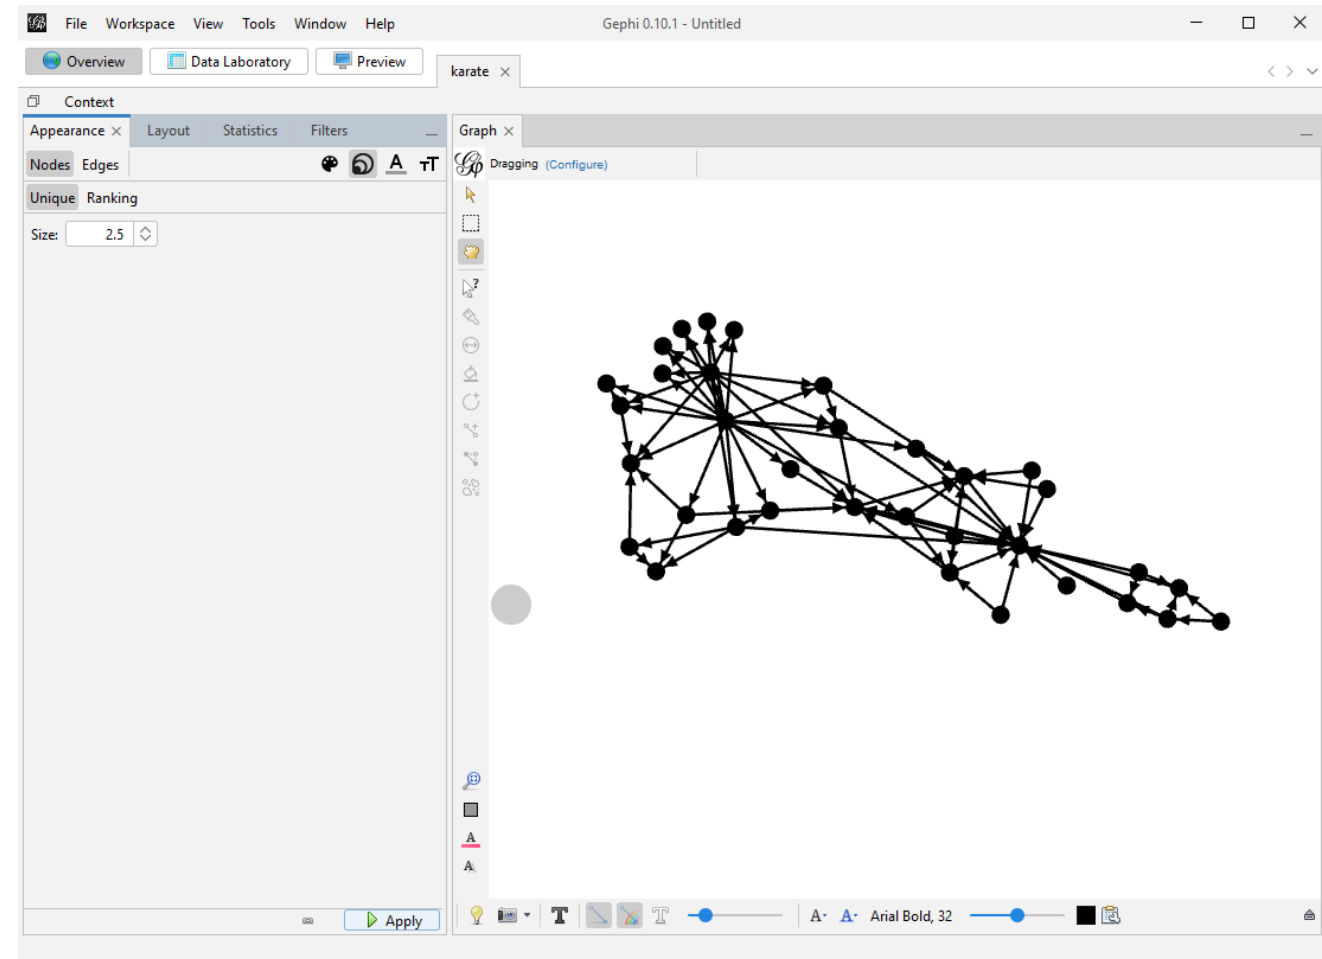 File Workspace View Tools Window Help Gephi 0.10.1 - Untitled
Overview Data Laboratory Preview karate
Context
Appearance Layout Statistics Filters Graph
Nodes Edges A TT Dragging (Configure)
Unique Ranking
Size: 2.5
?
A
A
Apply T T A- A- Arial Bold, 32